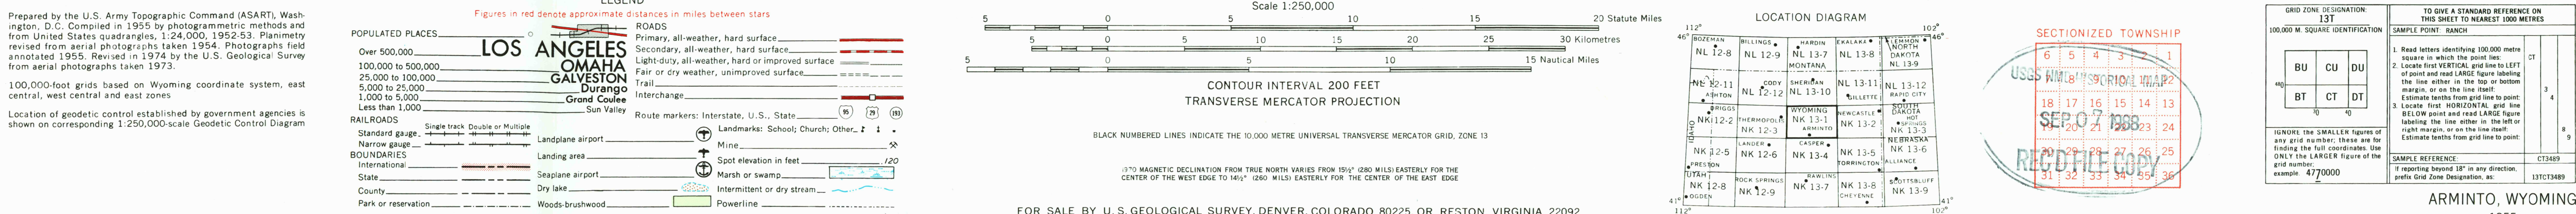 Prepared by the U.S. Army Topographic Command (ASART), Wash-
ington, D.C. Compiled in 1955 by photogrammetric methods and
from United States quadrangles, 1:24,000, 1952-53. Planimetry
revised from aerial photographs taken 1954. Photographs field
annotated 1955. Revised in 1974 by the U.S. Geological Survey
from aerial photographs taken 1973.
100,000-foot grids based on Wyoming coordinate system, east
central, west central and east zones
Location of geodetic control established by government agencies is
shown on corresponding 1:250,000-scale Geodetic Control Diagram
LEGEND
Figures in red denote approximate distances in miles between stars
POPULATED PLACES
Over 500,000 LOS ANGELES
100,000 to 500,000 OMAHA
25,000 to 100,000 GALVESTON
5,000 to 25,000 Durango
1,000 to 5,000 Grand Coulee
Less than 1,000 Sun Valley
RAILROADS
Single track Double or Multiple
Standard gauge
Narrow gauge
BOUNDARIES
International
State
County
Park or reservation
Landplane airport
Landing area
Seaplane airport
Dry lake
Woods-brushwood
ROADS
Primary, all-weather, hard surface
Secondary, all-weather, hard surface
Light-duty, all-weather, hard or improved surface
Fair or dry weather, unimproved surface
Trail
Interchange
Route markers: Interstate, U.S., State 95 29 193
Landmarks: School; Church; Other
Mine
Spot elevation in feet 120
Marsh or swamp
Intermittent or dry stream
Powerline
Scale 1:250,000
5 0 5 10 15 20 Statute Miles
5 0 5 10 15 20 25 30 Kilometres
5 0 5 10 15 Nautical Miles
CONTOUR INTERVAL 200 FEET
TRANSVERSE MERCATOR PROJECTION
BLACK NUMBERED LINES INDICATE THE 10,000 METRE UNIVERSAL TRANSVERSE MERCATOR GRID, ZONE 13
1970 MAGNETIC DECLINATION FROM TRUE NORTH VARIES FROM 15½° (280 MILS) EASTERLY FOR THE
CENTER OF THE WEST EDGE TO 14½° (260 MILS) EASTERLY FOR THE CENTER OF THE EAST EDGE
FOR SALE BY U.S. GEOLOGICAL SURVEY, DENVER, COLORADO 80225 OR RESTON, VIRGINIA 22092
LOCATION DIAGRAM
112° 102°
46° 46°
BOZEMAN BILLINGS HARDIN EKALAKA LEMMON
NORTH
NL 12-8 NL 12-9 NL 13-7 NL 13-8 DAKOTA
MONTANA NL 13-9
NL 12-11 CODY SHERIDAN NL 13-11 NL 13-12
ASHTON NL 12-12 NL 13-10 GILLETTE RAPID CITY
DRIGGS WYOMING SOUTH
DAKOTA
NK 12-2 THERMOPOLIS NK 13-1 NEWCASTLE HOT
SPRINGS
IDAHO NK 12-3 ARMINTO NK 13-2 NK 13-3
LANDER CASPER NEBRASKA
NK 12-5 NK 12-6 NK 13-4 NK 13-5 NK 13-6
PRESTON TORRINGTON ALLIANCE
UTAH ROCK SPRINGS RAWLINS SCOTTSBLUFF
NK 12-8 NK 12-9 NK 13-7 NK 13-8 NK 13-9
OGDEN CHEYENNE
41° 41°
112° 102°
SECTIONIZED TOWNSHIP
6 5 4 3 2 1
7 8 9 10 11 12
18 17 16 15 14 13
19 20 21 22 23 24
30 29 28 27 26 25
31 32 33 34 35 36
USGS NMD HISTORICAL MAP
SEP 07 1988
REC'D FILE COPY
GRID ZONE DESIGNATION:
13T
100,000 M. SQUARE IDENTIFICATION
BU CU DU
480
BT CT DT
30 40
IGNORE the SMALLER figures of
any grid number; these are for
finding the full coordinates. Use
ONLY the LARGER figure of the
grid number;
example: 4770000
TO GIVE A STANDARD REFERENCE ON
THIS SHEET TO NEAREST 1000 METRES
SAMPLE POINT: RANCH
1. Read letters identifying 100,000 metre
square in which the point lies: CT
2. Locate first VERTICAL grid line to LEFT
of point and read LARGE figure labeling
the line either in the top or bottom
margin, or on the line itself: 3
Estimate tenths from grid line to point: 4
3. Locate first HORIZONTAL grid line
BELOW point and read LARGE figure
labeling the line either in the left or
right margin, or on the line itself: 8
Estimate tenths from grid line to point: 9
SAMPLE REFERENCE: CT3489
If reporting beyond 18° in any direction,
prefix Grid Zone Designation, as: 13TCT3489
ARMINTO, WYOMING